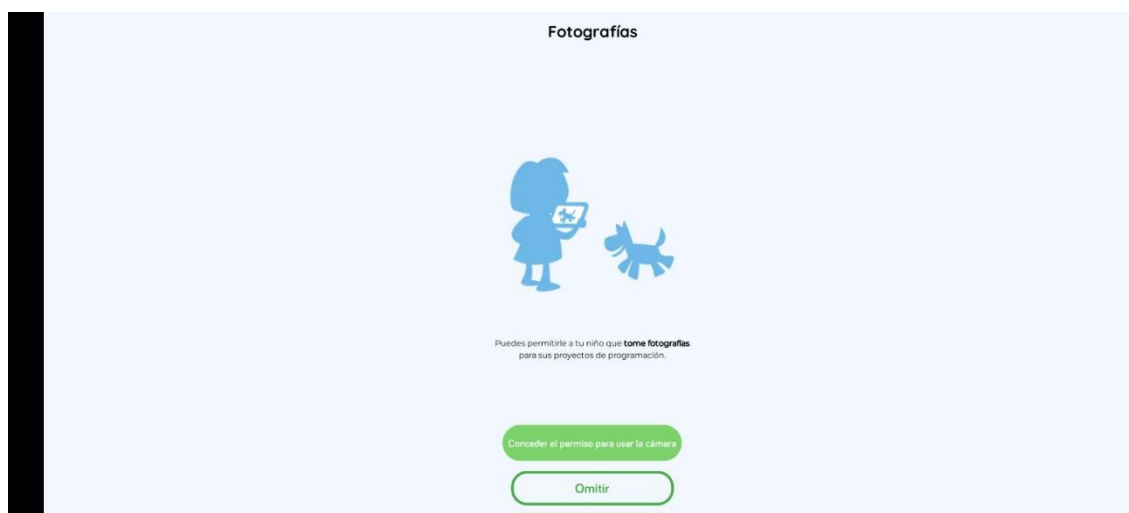 Fotografías
Puedes permitirle a tu niño que tome fotografías
para sus proyectos de programación.
Conceder el permiso para usar la cámara
Omitir